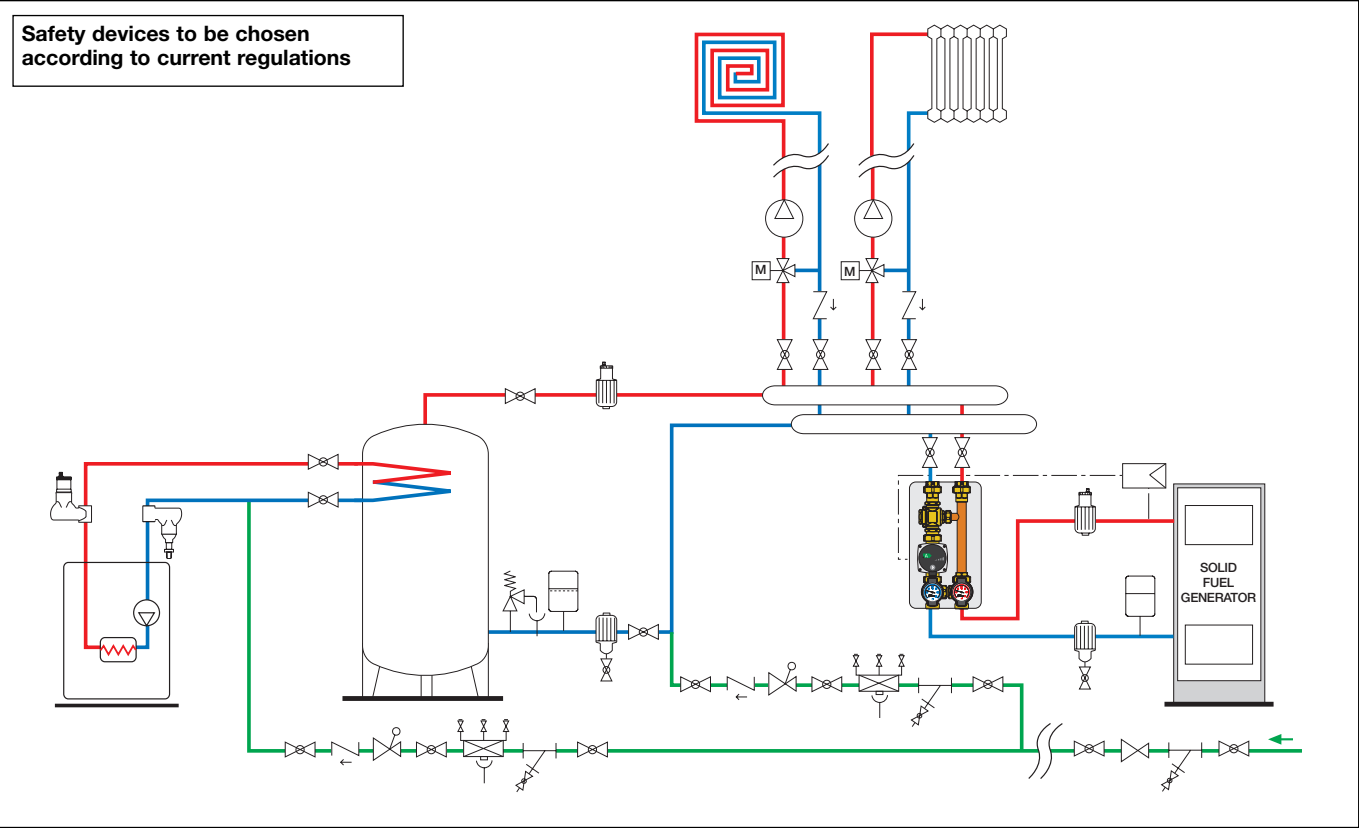 Safety devices to be chosen
according to current regulations
M
M
SOLID
FUEL
GENERATOR